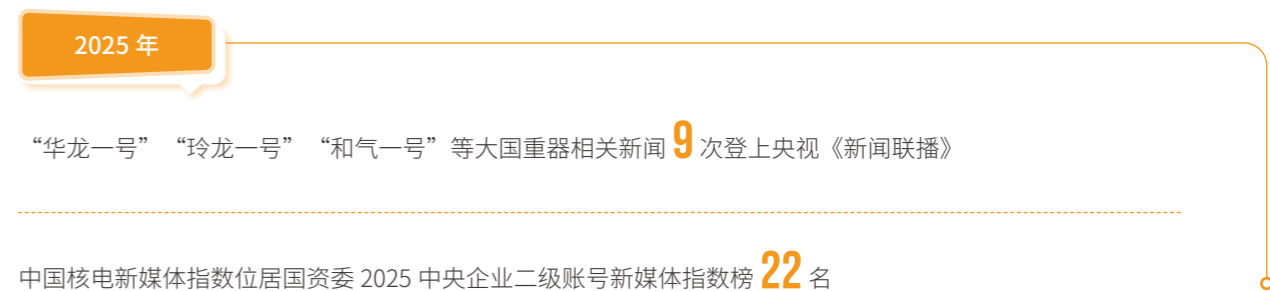 2025 年
“华龙一号”“玲龙一号”“和气一号”等大国重器相关新闻 9 次登上央视《新闻联播》
中国核电新媒体指数位居国资委 2025 中央企业二级账号新媒体指数榜 22 名